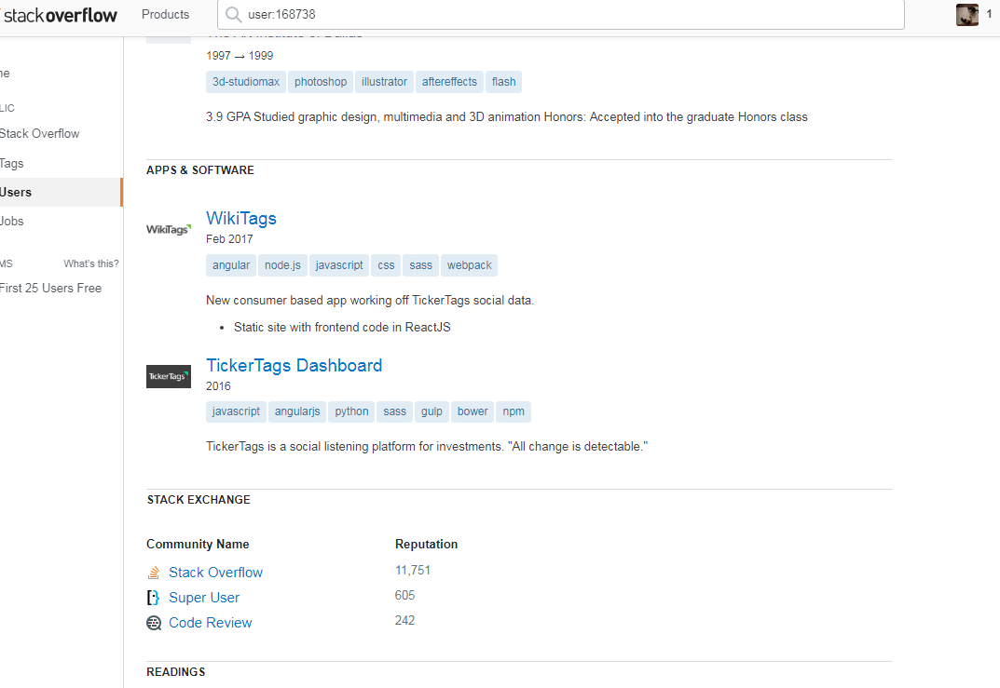 stackoverflow Products user:168738 1
1997 → 1999
3d-studiomax photoshop illustrator aftereffects flash
3.9 GPA Studied graphic design, multimedia and 3D animation Honors: Accepted into the graduate Honors class
ne
LIC
Stack Overflow
Tags
Users
Jobs
MS What's this?
First 25 Users Free
APPS & SOFTWARE
WikiTags
WikiTags
Feb 2017
angular node.js javascript css sass webpack
New consumer based app working off TickerTags social data.
• Static site with frontend code in ReactJS
TickerTags
TickerTags Dashboard
2016
javascript angularjs python sass gulp bower npm
TickerTags is a social listening platform for investments. "All change is detectable."
STACK EXCHANGE
Community Name Reputation
Stack Overflow 11,751
Super User 605
Code Review 242
READINGS